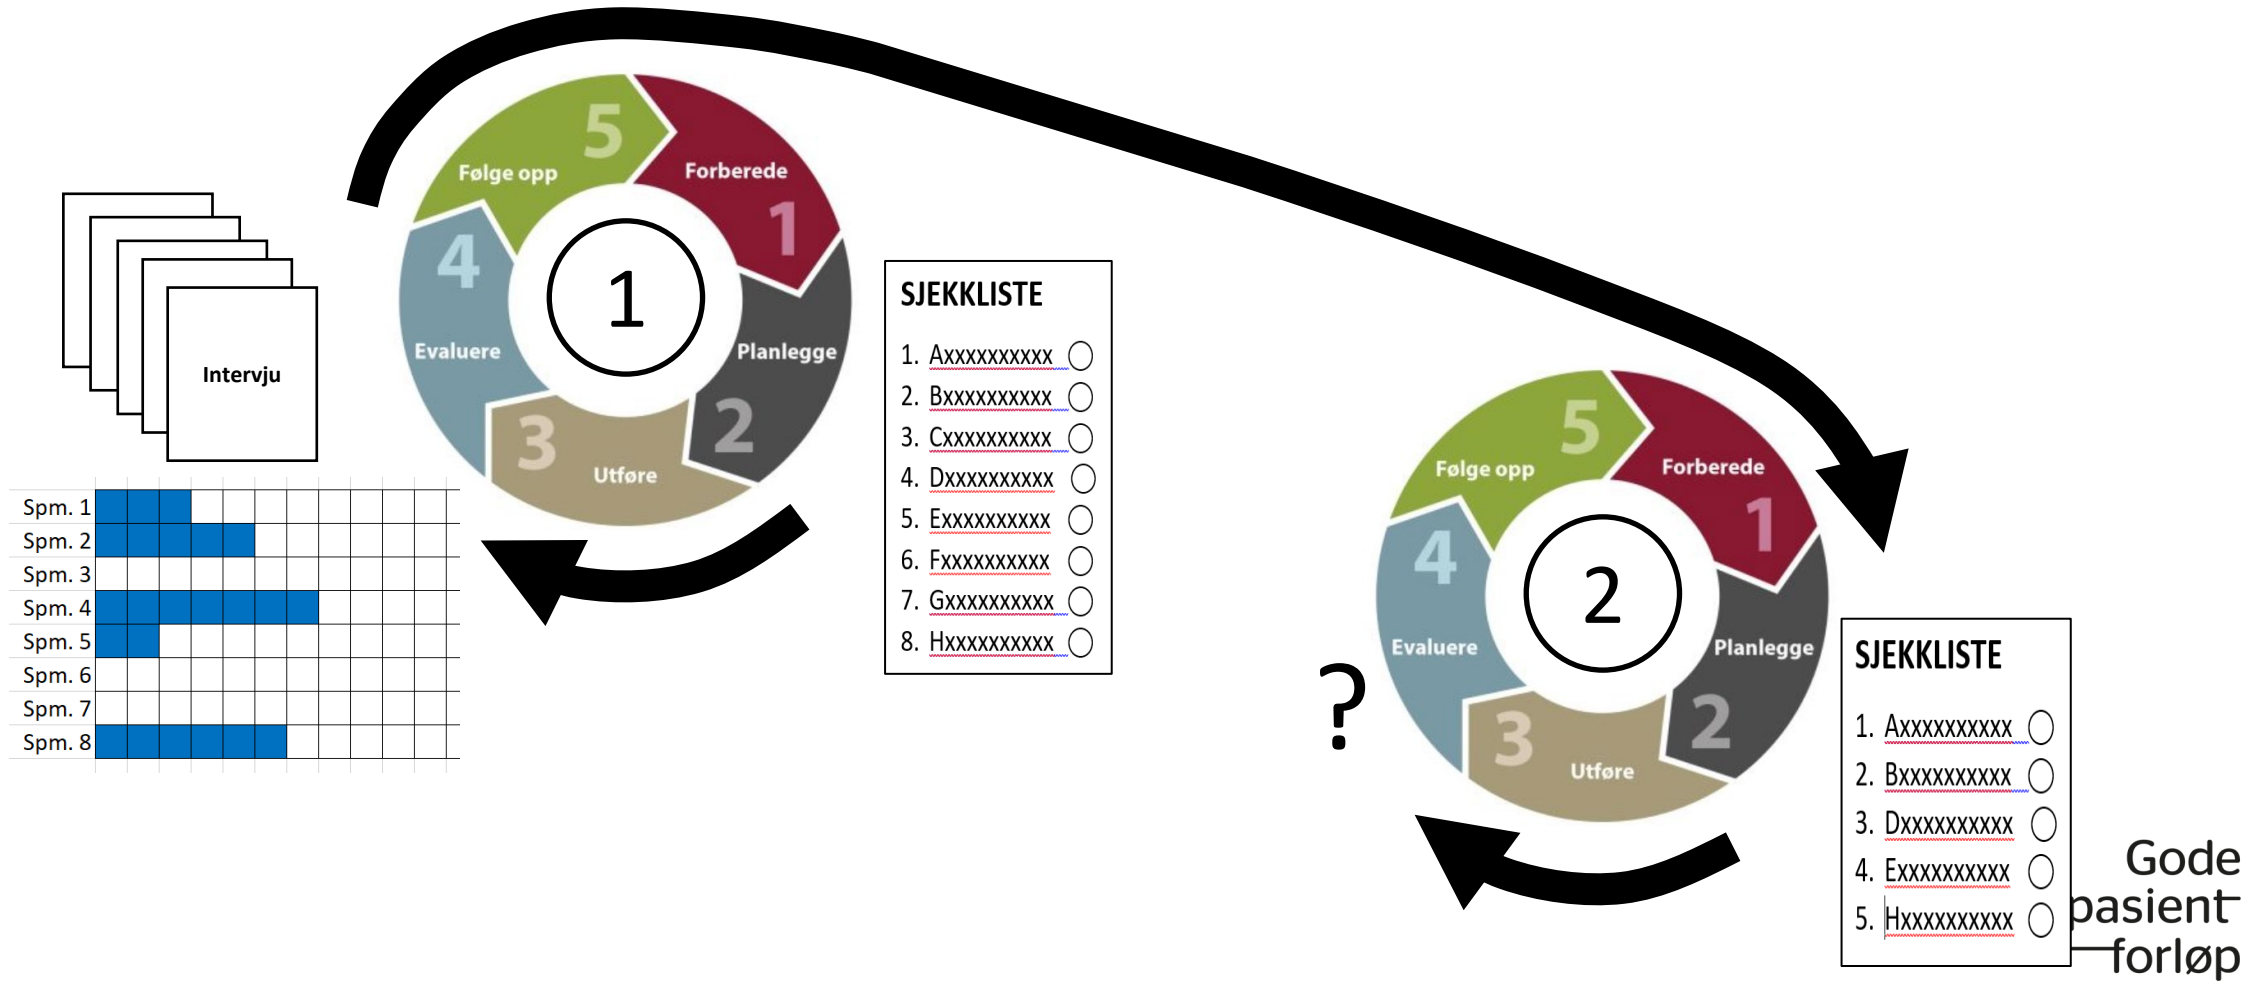 5
Følge opp
Forberede
1
4
1
Evaluere
Planlegge
2
3
Utføre
Intervju
Spm. 1
Spm. 2
Spm. 3
Spm. 4
Spm. 5
Spm. 6
Spm. 7
Spm. 8
SJEKKLISTE
1. Axxxxxxxxxx
2. Bxxxxxxxxxx
3. Cxxxxxxxxxx
4. Dxxxxxxxxxx
5. Exxxxxxxxxx
6. Fxxxxxxxxxx
7. Gxxxxxxxxxx
8. Hxxxxxxxxxx
5
Følge opp
Forberede
1
4
2
Evaluere
Planlegge
2
3
Utføre
?
SJEKKLISTE
1. Axxxxxxxxxx
2. Bxxxxxxxxxx
3. Dxxxxxxxxxx
4. Exxxxxxxxxx
5. Hxxxxxxxxxx
Gode
pasient
forløp